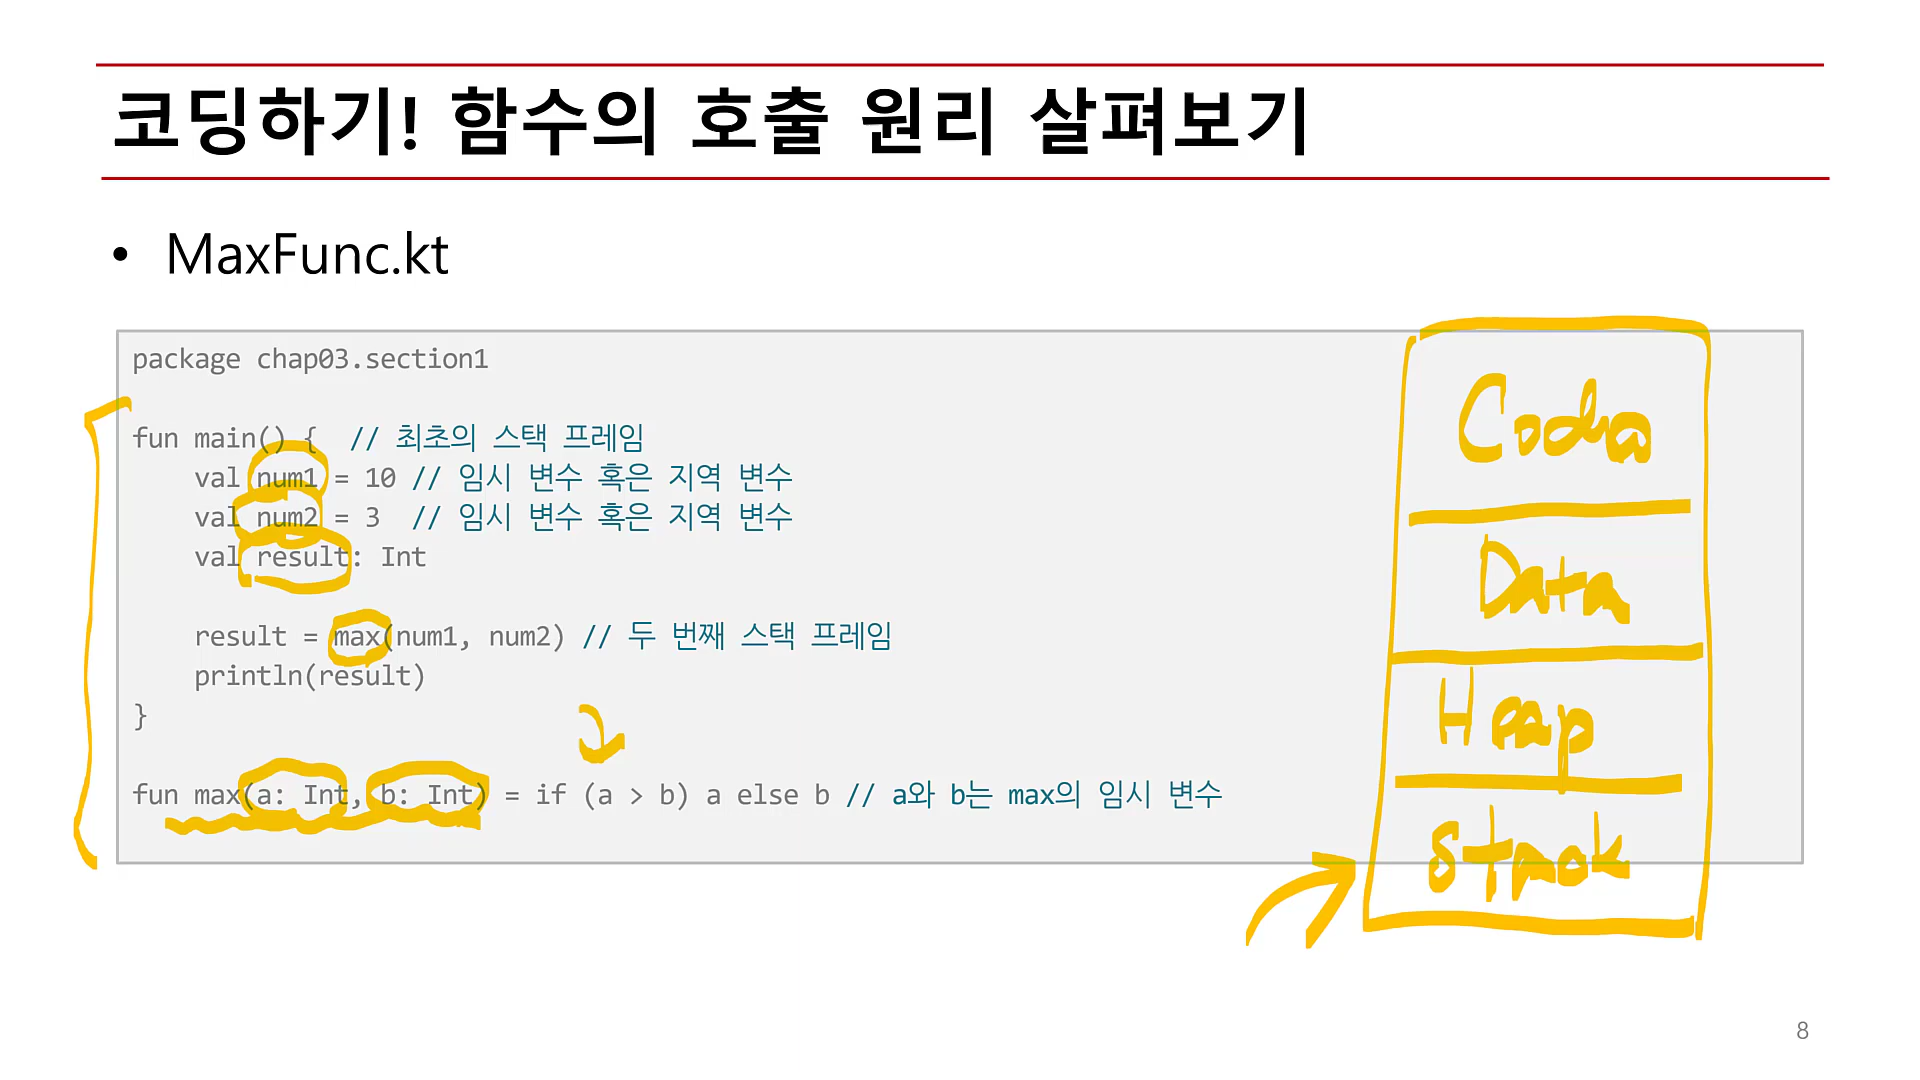 코딩하기! 함수의 호출 원리 살펴보기
• MaxFunc.kt
package chap03.section1
fun main() {  // 최초의 스택 프레임
    val num1 = 10 // 임시 변수 혹은 지역 변수
    val num2 = 3  // 임시 변수 혹은 지역 변수
    val result: Int
    result = max(num1, num2) // 두 번째 스택 프레임
    println(result)
}
fun max(a: Int, b: Int) = if (a > b) a else b // a와 b는 max의 임시 변수
Data
Heap
Stack
8